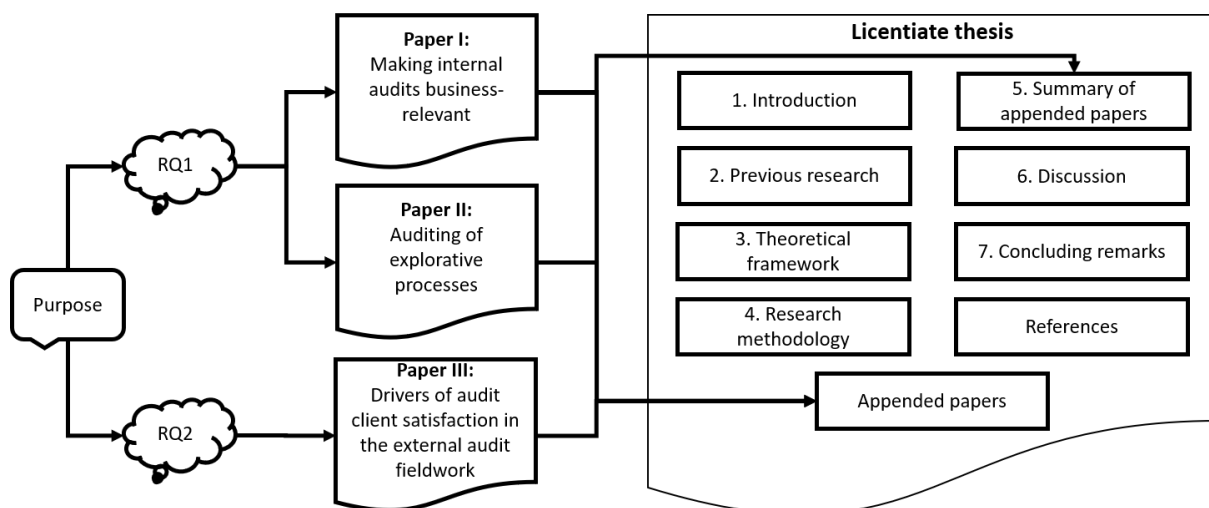 Purpose
RQ1
RQ2
Paper I:
Making internal
audits business-
relevant
Paper II:
Auditing of
explorative
processes
Paper III:
Drivers of audit
client satisfaction in
the external audit
fieldwork
Licentiate thesis
1. Introduction
2. Previous research
3. Theoretical
framework
4. Research
methodology
5. Summary of
appended papers
6. Discussion
7. Concluding remarks
References
Appended papers